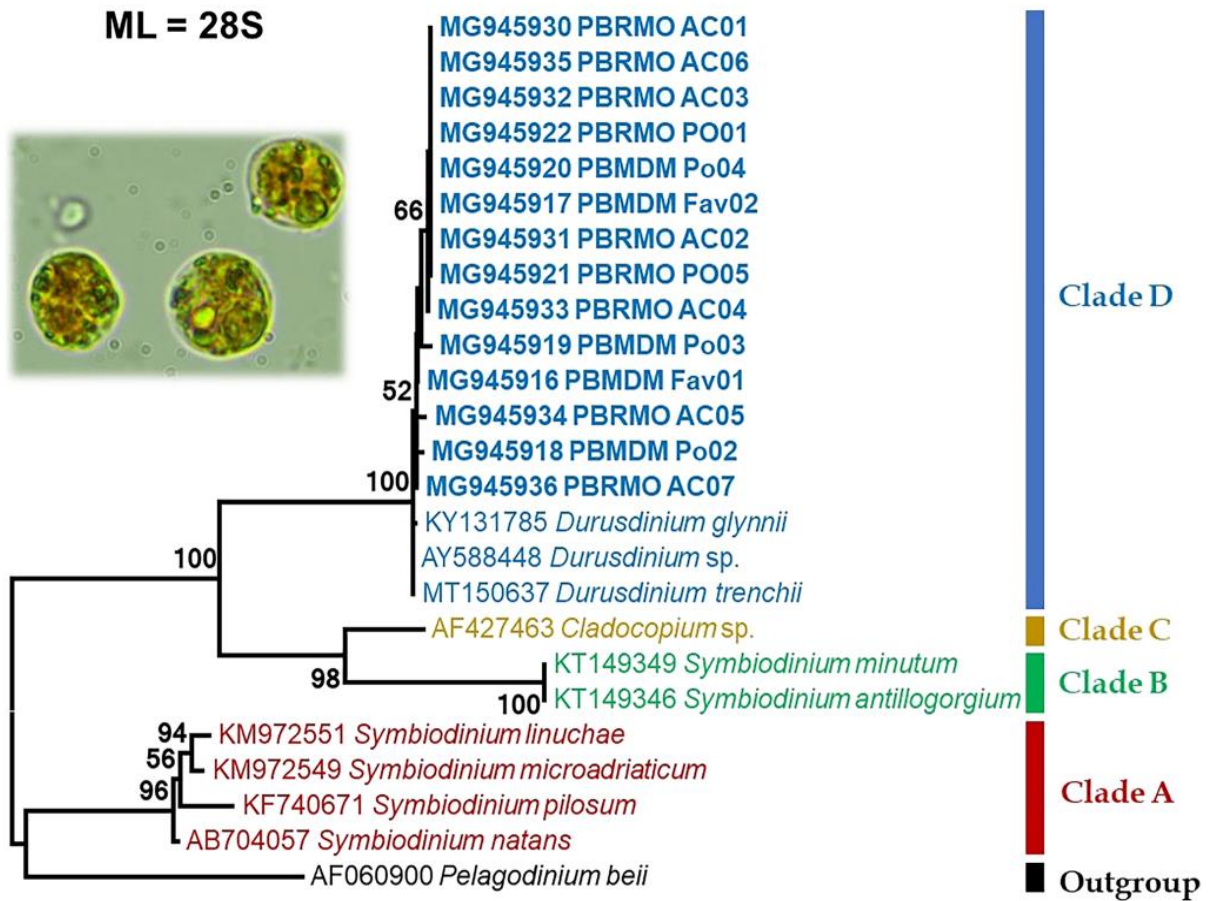 ML = 28S
MG945930 PBRMO AC01
MG945935 PBRMO AC06
MG945932 PBRMO AC03
MG945922 PBRMO PO01
MG945920 PBMDM Po04
66
MG945917 PBMDM Fav02
MG945931 PBRMO AC02
MG945921 PBRMO PO05
Clade D
MG945933 PBRMO AC04
MG945919 PBMDM Po03
52
MG945916 PBMDM Fav01
MG945934 PBRMO AC05
MG945918 PBMDM Po02
100
MG945936 PBRMO AC07
KY131785 Durusdinium glynnii
100
AY588448 Durusdinium sp.
MT150637 Durusdinium trenchii
AF427463 Cladocopium sp.
Clade C
98
KT149349 Symbiodinium minutum
Clade B
100
KT149346 Symbiodinium antillogorgium
94
KM972551 Symbiodinium linuchae
56
KM972549 Symbiodinium microadriaticum
Clade A
96
KF740671 Symbiodinium pilosum
AB704057 Symbiodinium natans
AF060900 Pelagodinium beii
Outgroup